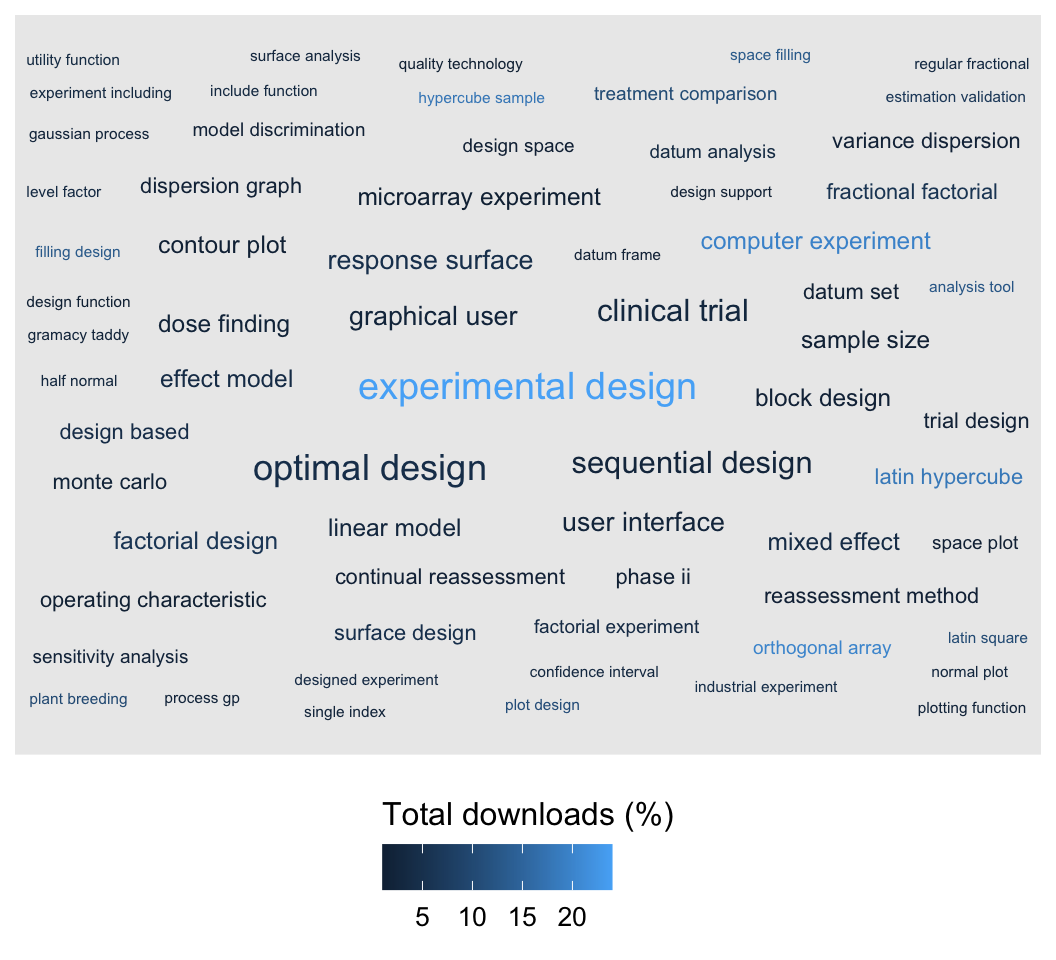 utility function
surface analysis
quality technology
space filling
regular fractional
experiment including
include function
hypercube sample
treatment comparison
estimation validation
gaussian process
model discrimination
design space
datum analysis
variance dispersion
level factor
dispersion graph
microarray experiment
design support
fractional factorial
filling design
contour plot
response surface
datum frame
computer experiment
design function
datum set
analysis tool
gramacy taddy
dose finding
graphical user
clinical trial
sample size
half normal
effect model
experimental design
block design
trial design
design based
monte carlo
optimal design
sequential design
latin hypercube
factorial design
linear model
user interface
mixed effect
space plot
operating characteristic
continual reassessment
phase ii
reassessment method
sensitivity analysis
surface design
factorial experiment
orthogonal array
latin square
plant breeding
process gp
designed experiment
single index
confidence interval
plot design
industrial experiment
normal plot
plotting function
Total downloads (%)
5 10 15 20